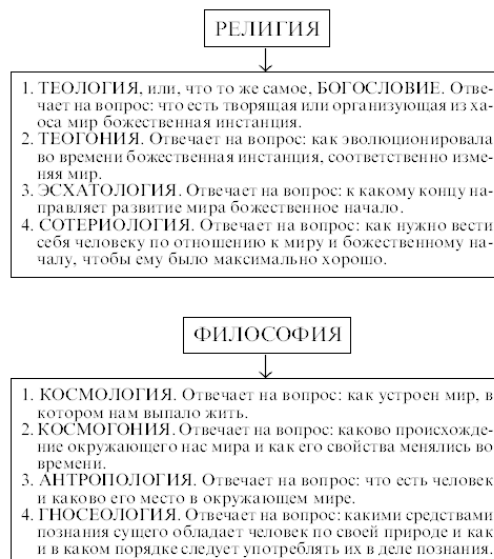 РЕЛИГИЯ
1. ТЕОЛОГИЯ, или, что то же самое, БОГОСЛОВИЕ. Отве-
чает на вопрос: что есть творящая или организующая из ха-
оса мир божественная инстанция.
2. ТЕОГОНИЯ. Отвечает на вопрос: как эволюционировала
во времени божественная инстанция, соответственно изме-
няя мир.
3. ЭСХАТОЛОГИЯ. Отвечает на вопрос: к какому концу на-
правляет развитие мира божественное начало.
4. СОТЕРИОЛОГИЯ. Отвечает на вопрос: как нужно вести
себя человеку по отношению к миру и божественному на-
чалу, чтобы ему было максимально хорошо.
ФИЛОСОФИЯ
1. КОСМОЛОГИЯ. Отвечает на вопрос: как устроен мир, в
котором нам выпало жить.
2. КОСМОГОНИЯ. Отвечает на вопрос: каково происхожде-
ние окружающего нас мира и как его свойства менялись во
времени.
3. АНТРОПОЛОГИЯ. Отвечает на вопрос: что есть человек
и каково его место в окружающем мире.
4. ГНОСЕОЛОГИЯ. Отвечает на вопрос: какими средствами
познания сущего обладает человек по своей природе и как
и в каком порядке следует употреблять их в деле познания